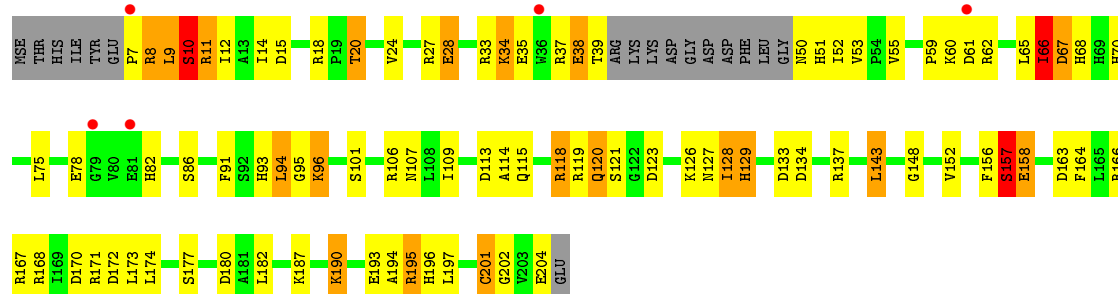 MSE THR HIS ILE TYR GLU P7 R8 L9 S10 R11 I12 A13 I14 D15 R18 P19 T20 V24 R27 E28 R33 K34 E35 W36 R37 E38 T39 ARG LYS LYS ASP GLY ASP ASP PHE LEU GLY N50 H51 I52 V53 P54 V55 P59 K60 D61 R62 L65 I66 D67 H68 H69 H70
L75 E78 G79 V80 E81 H82 S86 F91 S92 H93 L94 G95 K96 S101 R106 N107 L108 I109 D113 A114 Q115 R118 R119 Q120 S121 G122 D123 K126 N127 I128 H129 D133 D134 R137 L143 G148 V152 F156 S157 E158 D163 F164 L165 R166
R167 R168 I169 D170 R171 D172 L173 L174 S177 D180 A181 L182 K187 K190 E193 A194 R195 H196 L197 C201 G202 V203 E204 GLU